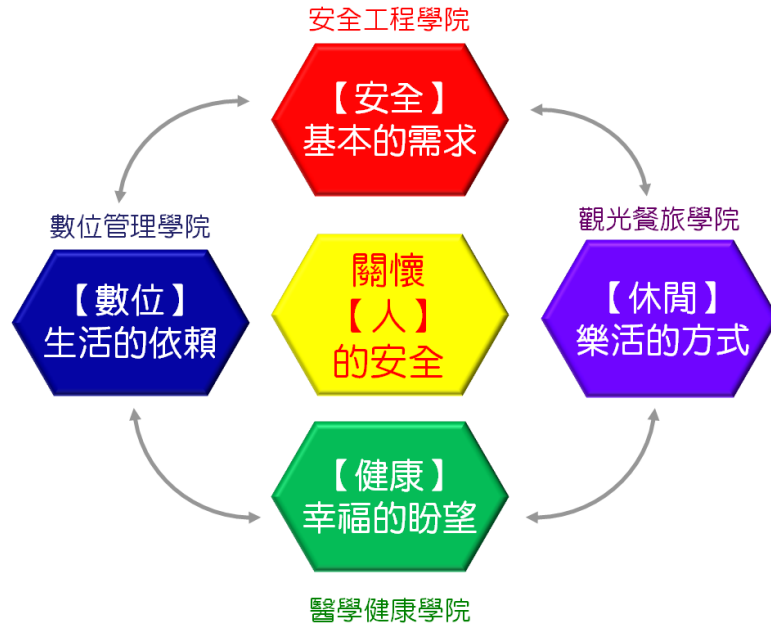 安全工程學院
【安全】
基本的需求
數位管理學院
【數位】
生活的依賴
關懷
【人】
的安全
觀光餐旅學院
【休閒】
樂活的方式
【健康】
幸福的盼望
醫學健康學院